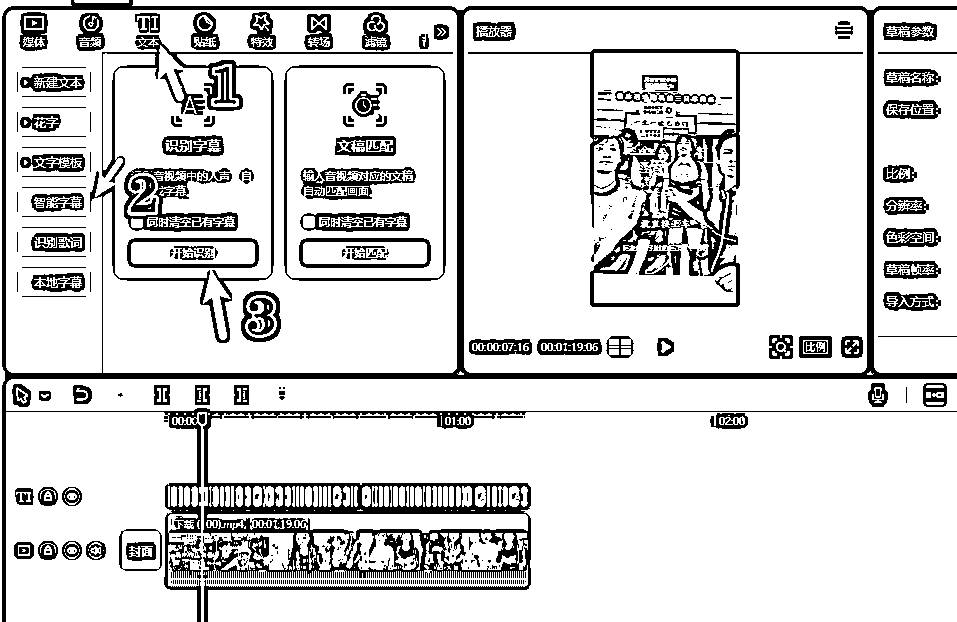 媒体 音频 文本 贴纸 特效 转场 滤镜
播放器
草稿参数
1
新建文本
花字
文字模板
智能字幕
识别歌词
本地字幕
识别字幕
音视频中的人声 自
字幕
同时清空已有字幕
开始识别
2
3
文稿匹配
输入音视频对应的文稿
自动匹配画面
同时清空已有字幕
开始匹配
00:00:07:16 00:01:19:06
比例
草稿名称:
保存位置:
比例:
分辨率:
色彩空间:
草稿帧率:
导入方式:
01:00
02:00
TI
00:01:19:06
封面